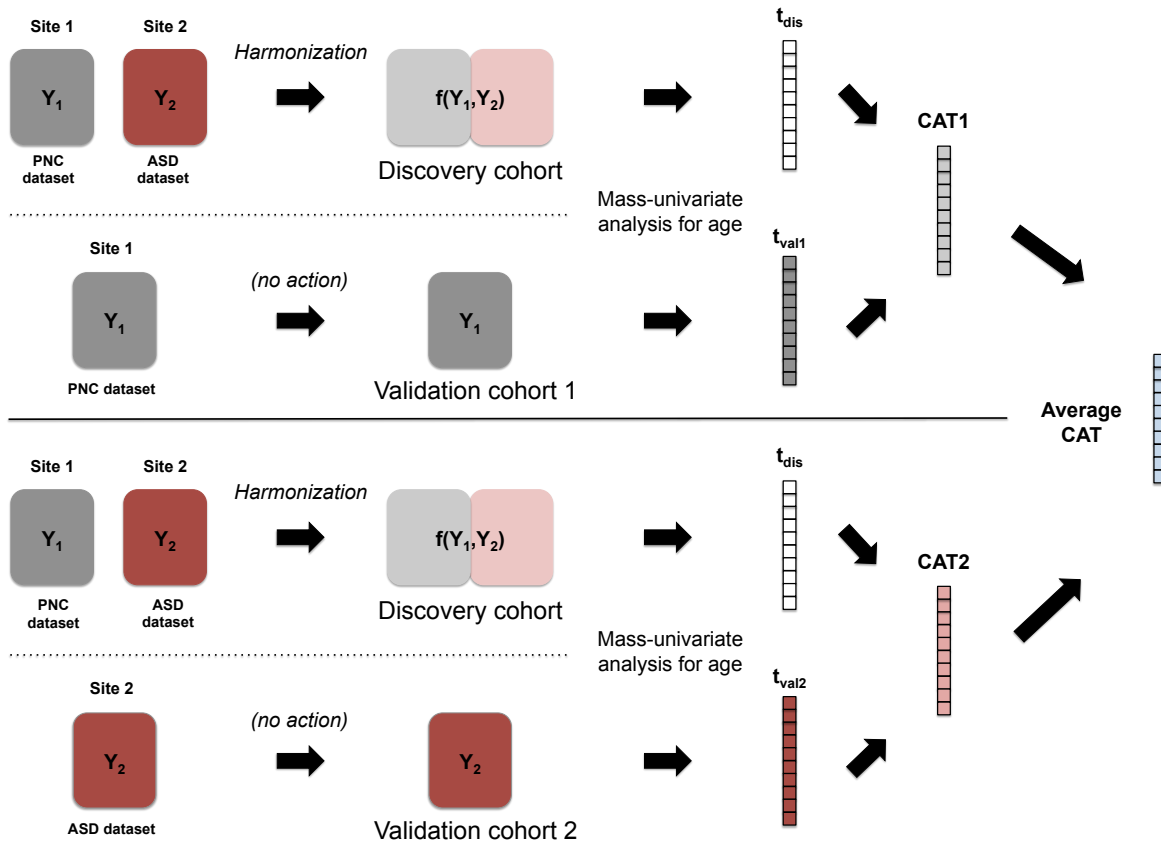 Site 1
Site 2
Harmonization
Y1
Y2
f(Y1,Y2)
PNC
dataset
ASD
dataset
Discovery cohort
tdis
CAT1
Mass-univariate
analysis for age
Site 1
(no action)
Y1
Y1
PNC dataset
Validation cohort 1
tval1
Average
CAT
Site 1
Site 2
Harmonization
Y1
Y2
f(Y1,Y2)
PNC
dataset
ASD
dataset
Discovery cohort
tdis
CAT2
Mass-univariate
analysis for age
Site 2
(no action)
Y2
Y2
ASD dataset
Validation cohort 2
tval2